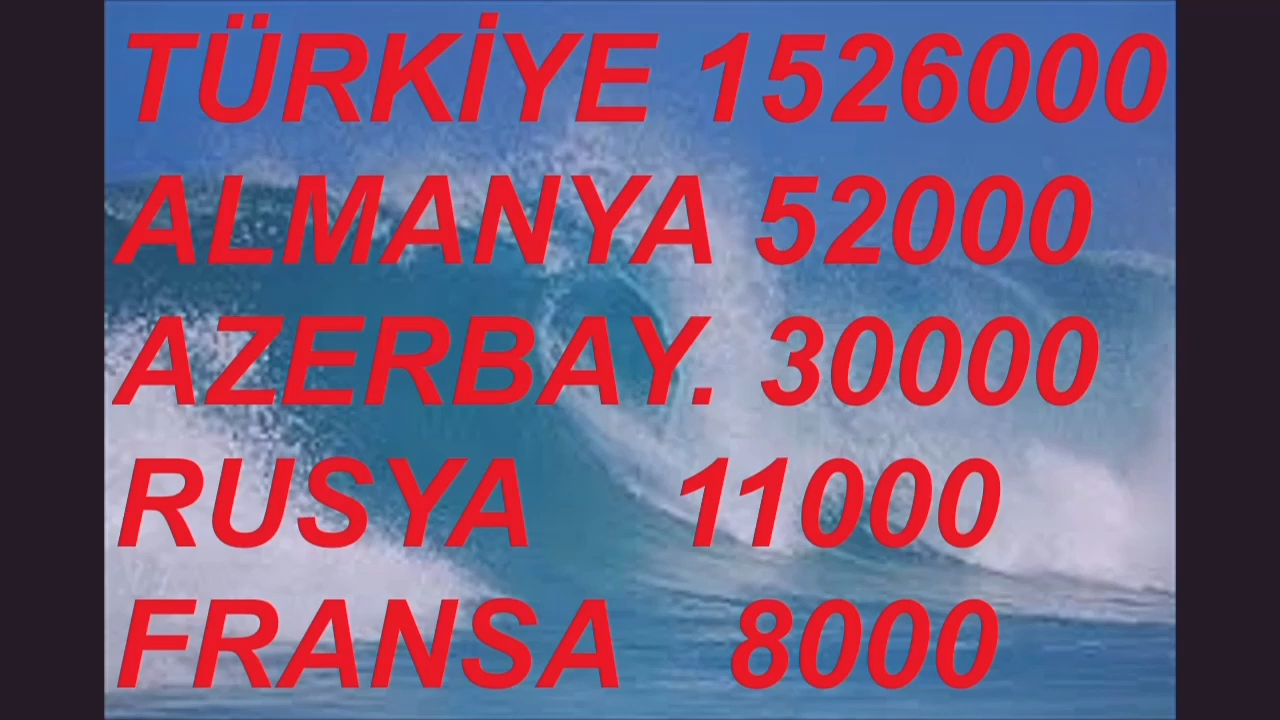 TÜRKİYE 1526000
ALMANYA 52000
AZERBAY. 30000
RUSYA 11000
FRANSA 8000